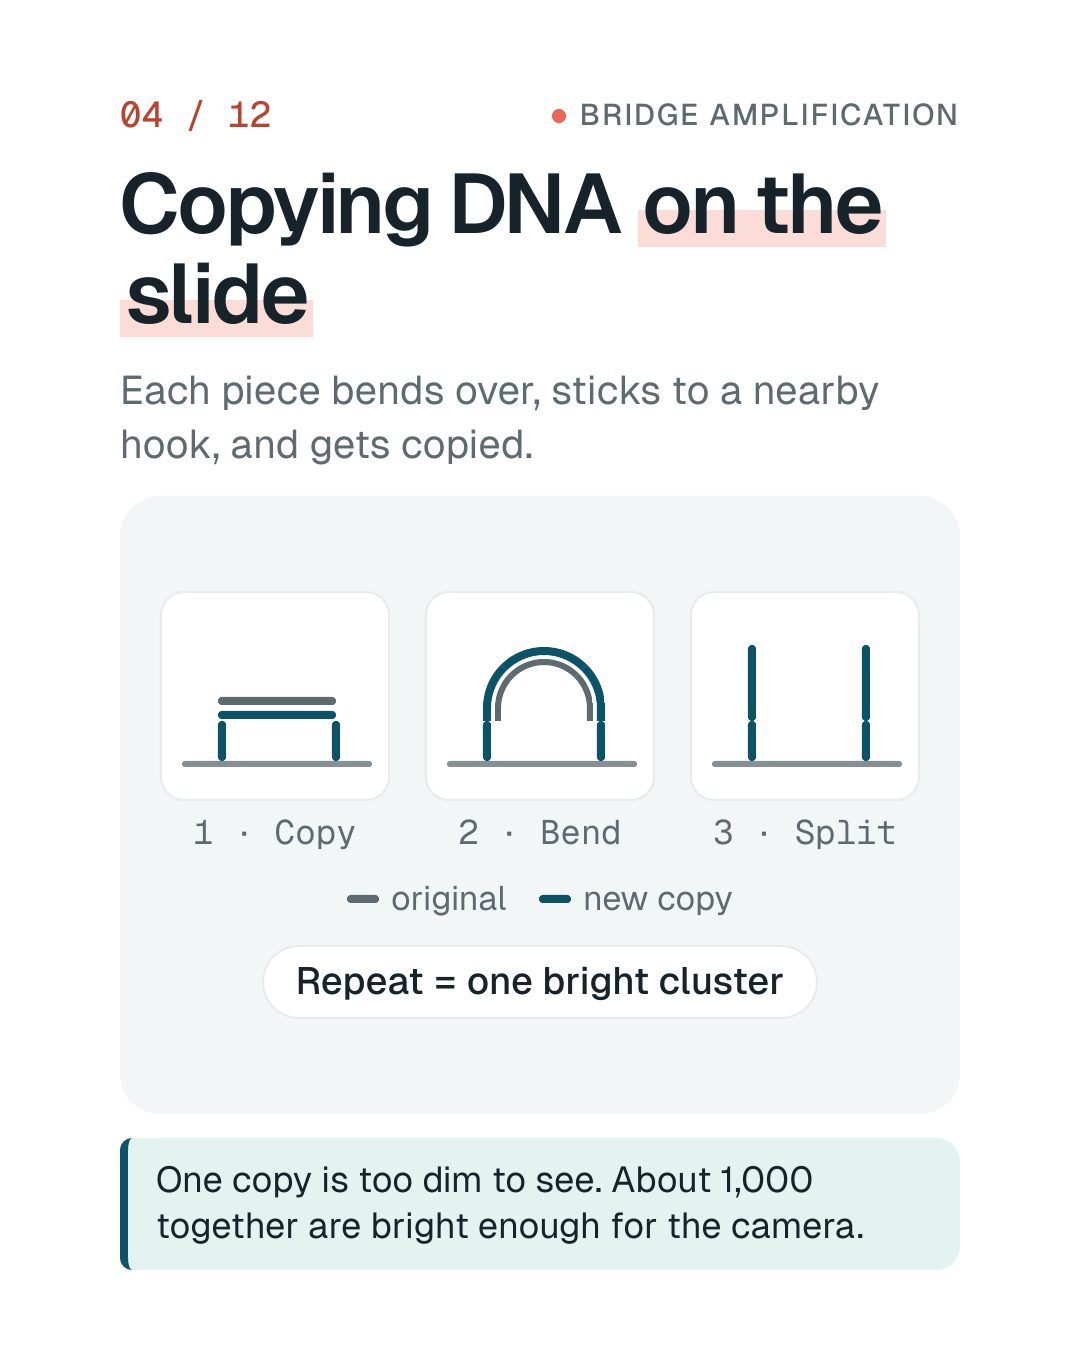 04 / 12
BRIDGE AMPLIFICATION
Copying DNA on the
slide
Each piece bends over, sticks to a nearby
hook, and gets copied.
1 · Copy
2 · Bend
3 · Split
original
new copy
Repeat = one bright cluster
One copy is too dim to see. About 1,000
together are bright enough for the camera.